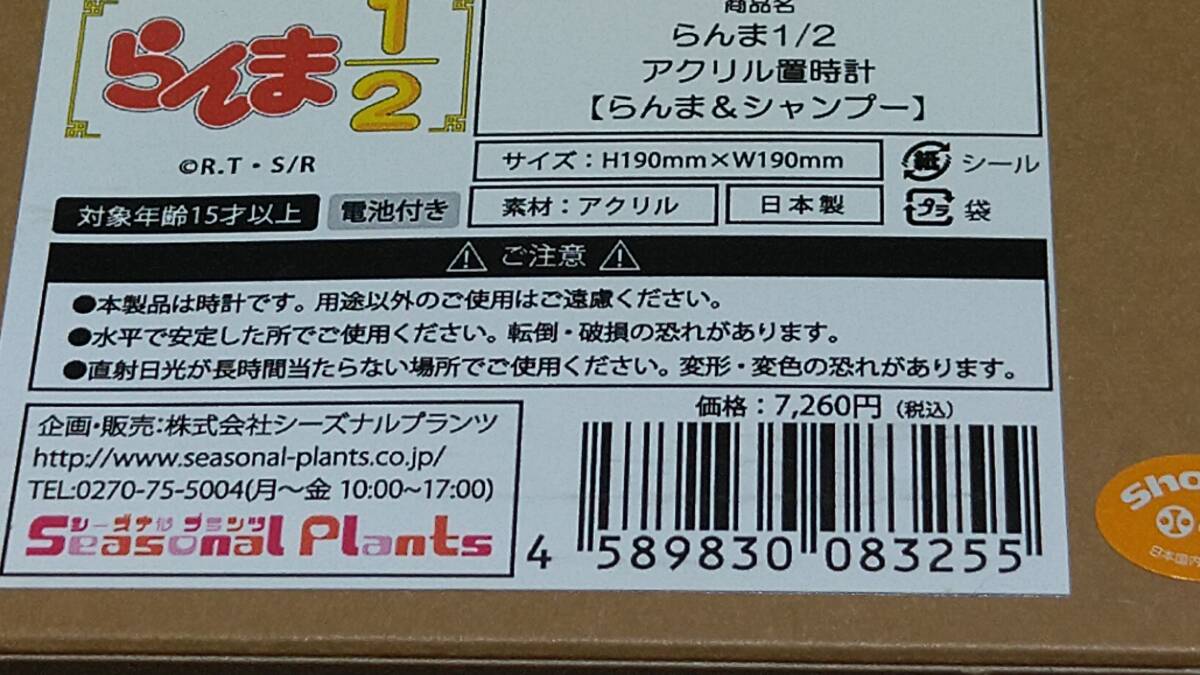 らんま1/2
商品名
らんま1/2
アクリル置時計
【らんま&シャンプー】
©R.T・S/R
サイズ：H190mm×W190mm
紙 シール
対象年齢15才以上
電池付き
素材：アクリル
日本製
プラ 袋
ご注意
●本製品は時計です。用途以外のご使用はご遠慮ください。
●水平で安定した所でご使用ください。転倒・破損の恐れがあります。
●直射日光が長時間当たらない場所でご使用ください。変形・変色の恐れがあります。
企画・販売:株式会社シーズナルプランツ
http://www.seasonal-plants.co.jp/
TEL:0270-75-5004(月〜金 10:00~17:00)
シーズナル プランツ
Seasonal Plants
価格：7,260円（税込）
4 589830 083255
Sho
日本国内